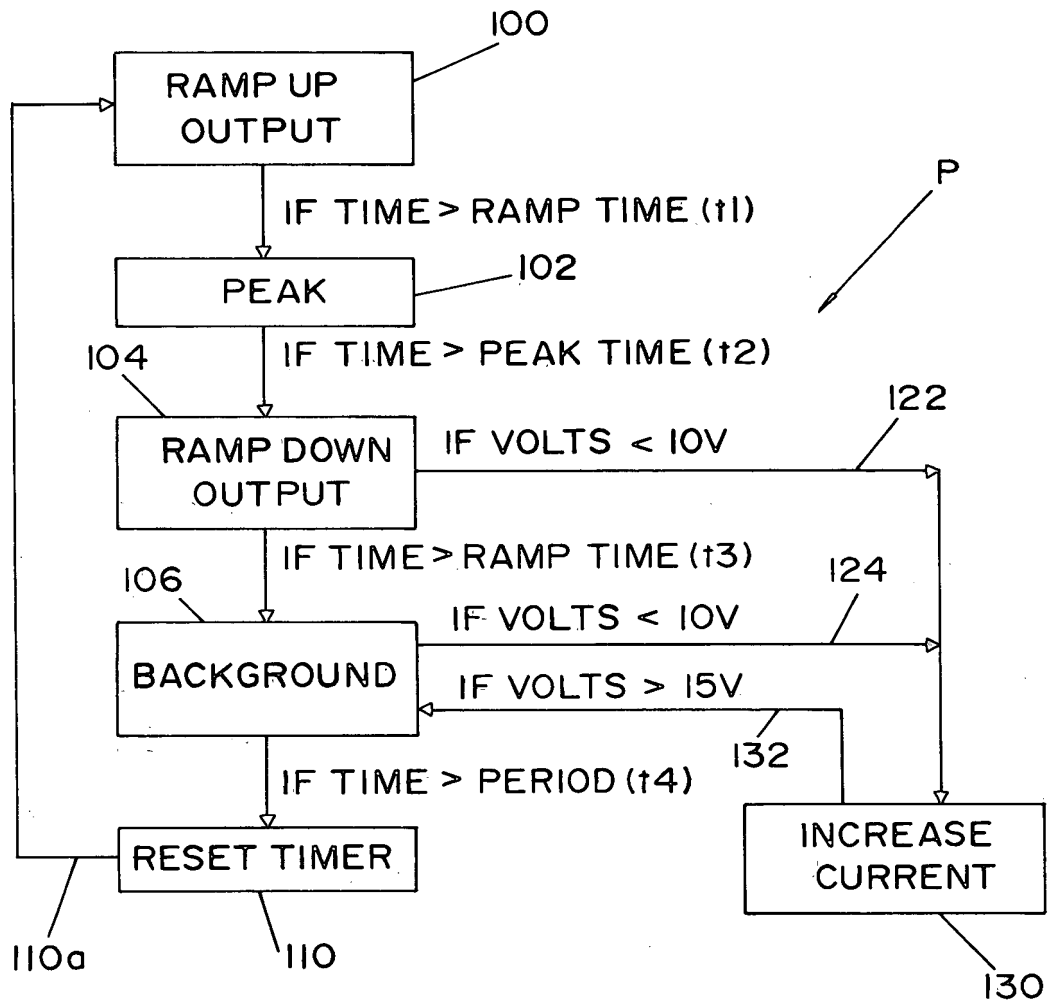 100
RAMP UP
OUTPUT
P
IF TIME > RAMP TIME (t1)
102
PEAK
104
IF TIME > PEAK TIME (t2)
122
RAMP DOWN
OUTPUT
IF VOLTS < 10V
IF TIME > RAMP TIME (t3)
106
124
IF VOLTS < 10V
BACKGROUND
IF VOLTS > 15V
132
IF TIME > PERIOD (t4)
RESET TIMER
INCREASE
CURRENT
110a
110
130